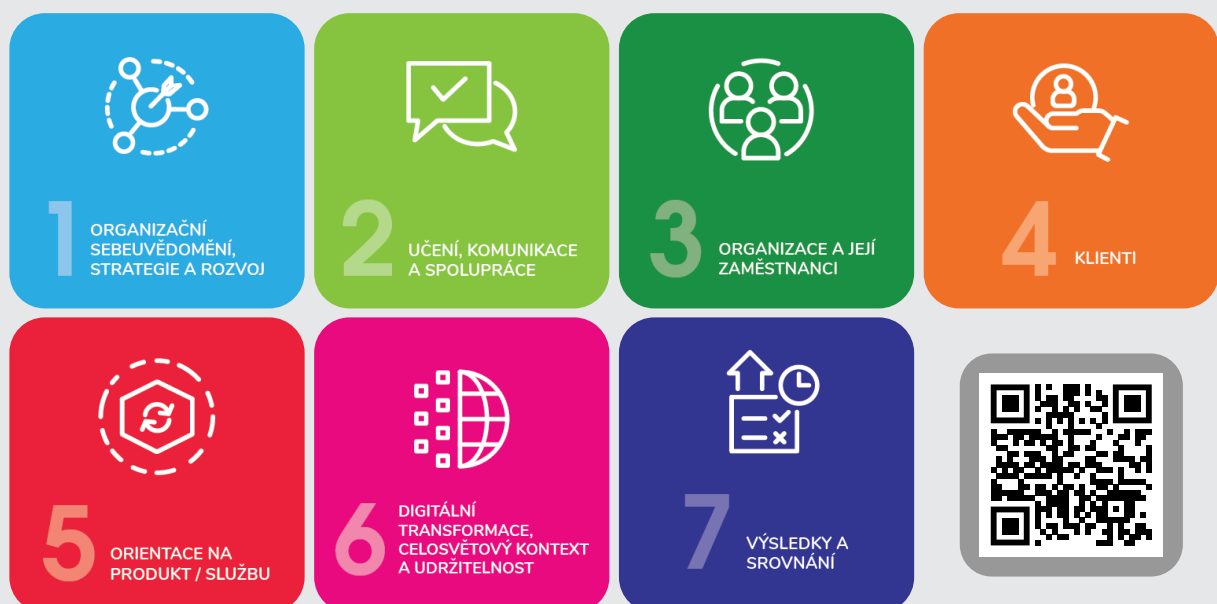 1
ORGANIZAČNÍ
SEBEUVĚDOMĚNÍ,
STRATEGIE A ROZVOJ
2
UČENÍ, KOMUNIKACE
A SPOLUPRÁCE
3
ORGANIZACE A JEJÍ
ZAMĚSTNANCI
4
KLIENTI
5
ORIENTACE NA
PRODUKT / SLUŽBU
6
DIGITÁLNÍ
TRANSFORMACE,
CELOSVĚTOVÝ KONTEXT
A UDRŽITELNOST
7
VÝSLEDKY A
SROVNÁNÍ